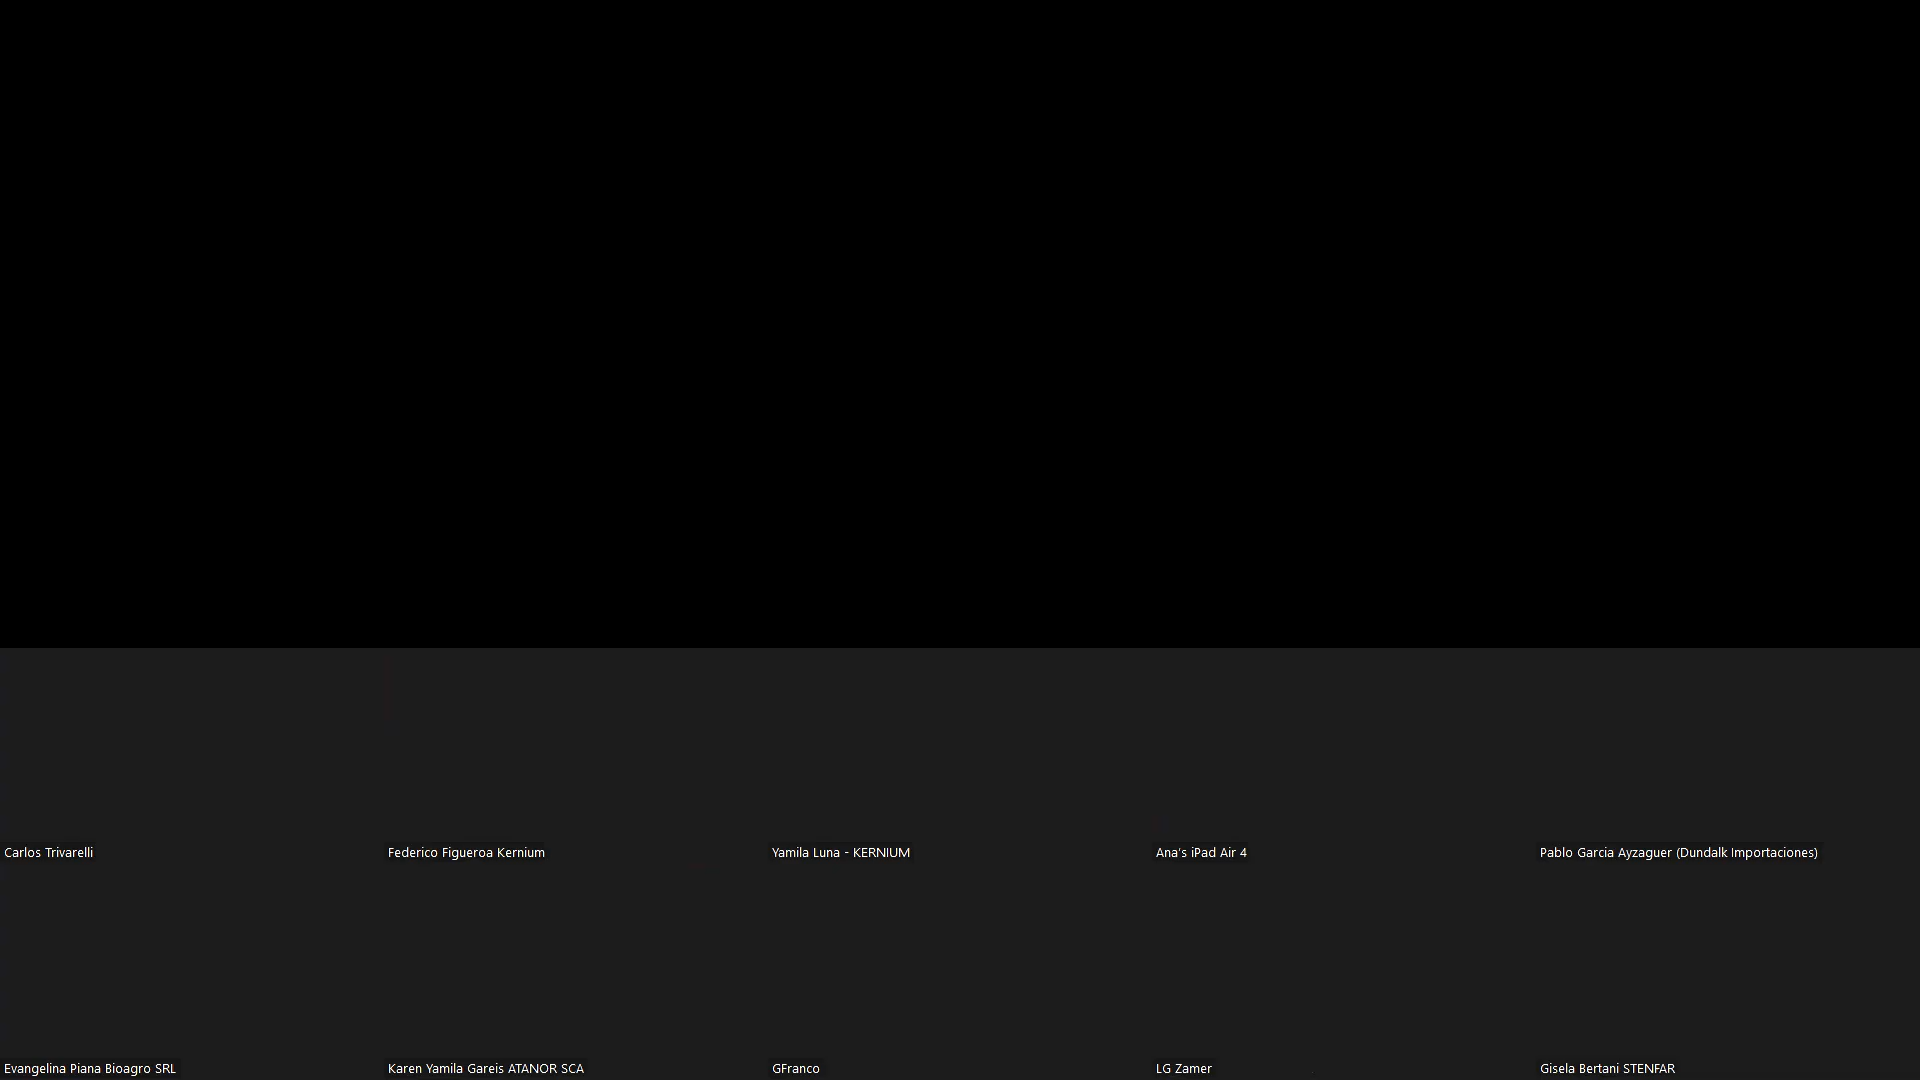 Carlos Trivarelli
Federico Figueroa Kernium
Yamila Luna - KERNIUM
Ana's iPad Air 4
Pablo Garcia Ayzaguer (Dundalk Importaciones)
Evangelina Piana Bioagro SRL
Karen Yamila Gareis ATANOR SCA
GFranco
LG Zamer
Gisela Bertani STENFAR